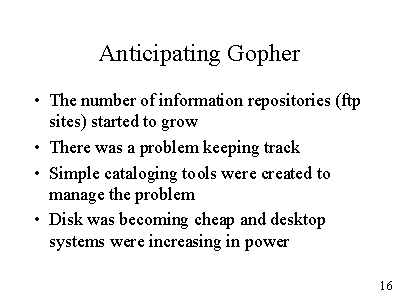 Anticipating Gopher
• The number of information repositories (ftp
sites) started to grow
• There was a problem keeping track
• Simple cataloging tools were created to
manage the problem
• Disk was becoming cheap and desktop
systems were increasing in power
16